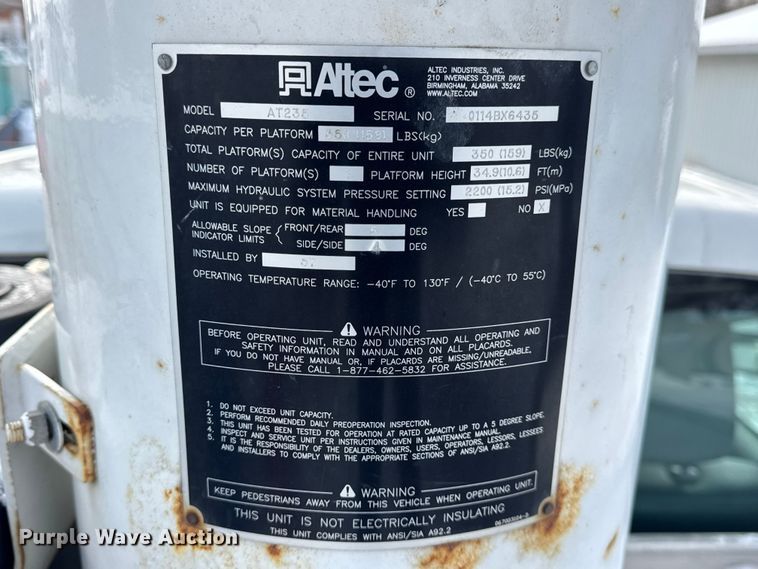 Altec®
ALTEC INDUSTRIES, INC.
210 INVERNESS CENTER DRIVE
BIRMINGHAM, ALABAMA 35242
WWW.ALTEC.COM
MODEL SERIAL NO. 0114BX6435
CAPACITY PER PLATFORM LBS(kg)
TOTAL PLATFORM(S) CAPACITY OF ENTIRE UNIT 350 (159) LBS(kg)
NUMBER OF PLATFORM(S) PLATFORM HEIGHT 34.9(10.6) FT(m)
MAXIMUM HYDRAULIC SYSTEM PRESSURE SETTING 2200 (15.2) PSI(MPa)
UNIT IS EQUIPPED FOR MATERIAL HANDLING YES NO X
ALLOWABLE SLOPE INDICATOR LIMITS FRONT/REAR 5 DEG
SIDE/SIDE DEG
INSTALLED BY
OPERATING TEMPERATURE RANGE: -40°F TO 130°F / (-40°C TO 55°C)
WARNING
BEFORE OPERATING UNIT, READ AND UNDERSTAND ALL OPERATING AND
SAFETY INFORMATION IN MANUAL AND ON ALL PLACARDS.
IF YOU DO NOT HAVE MANUAL OR, IF PLACARDS ARE MISSING/UNREADABLE,
PLEASE CALL 1-877-462-5832 FOR ASSISTANCE.
1. DO NOT EXCEED UNIT CAPACITY.
2. PERFORM RECOMMENDED DAILY PREOPERATION INSPECTION.
3. THIS UNIT HAS BEEN TESTED FOR OPERATION AT RATED CAPACITY UP TO A 5 DEGREE SLOPE.
4. INSPECT AND SERVICE UNIT PER INSTRUCTIONS GIVEN IN MAINTENANCE MANUAL.
5. IT IS THE RESPONSIBILITY OF THE DEALERS, OWNERS, USERS, OPERATORS, LESSORS, LESSEES
AND INSTALLERS TO COMPLY WITH THE APPROPRIATE SECTIONS OF ANSI/SIA A92.2.
WARNING
KEEP PEDESTRIANS AWAY FROM THIS VEHICLE WHEN OPERATING UNIT.
THIS UNIT IS NOT ELECTRICALLY INSULATING
THIS UNIT COMPLIES WITH ANSI/SIA A92.2
Purple Wave Auction